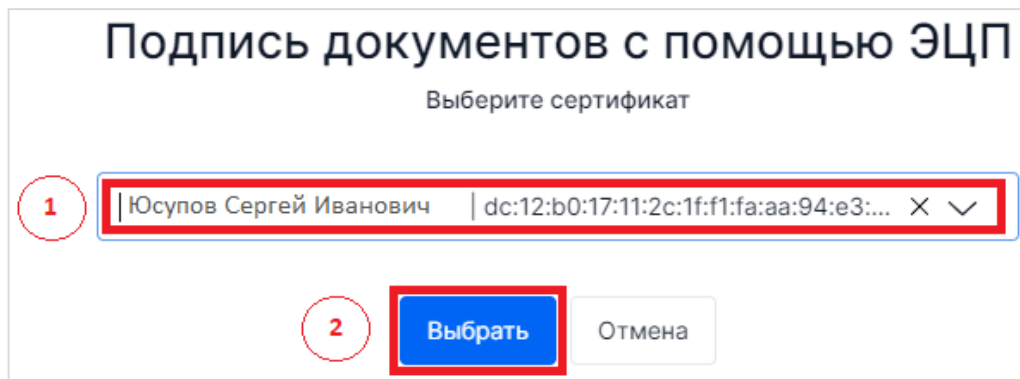 Подпись документов с помощью ЭЦП
Выберите сертификат
1 Юсупов Сергей Иванович | dc:12:b0:17:11:2c:1f:f1:fa:aa:94:e3:...
2 Выбрать Отмена